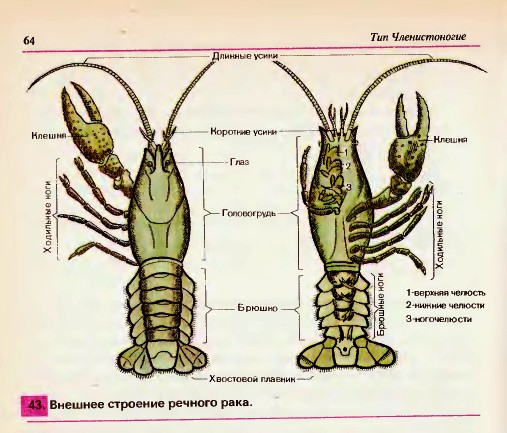 64
Тип Членистоногие
Длинные усики
Клешня
Короткие усики
Клешня
Глаз
Ходильные ноги
Головогрудь
Ходильные ноги
Брюшко
Брюшные ноги
1-верхняя челюсть
2-нижние челюсти
3-ногочелюсти
1
2
3
Хвостовой плавник
43. Внешнее строение речного рака.